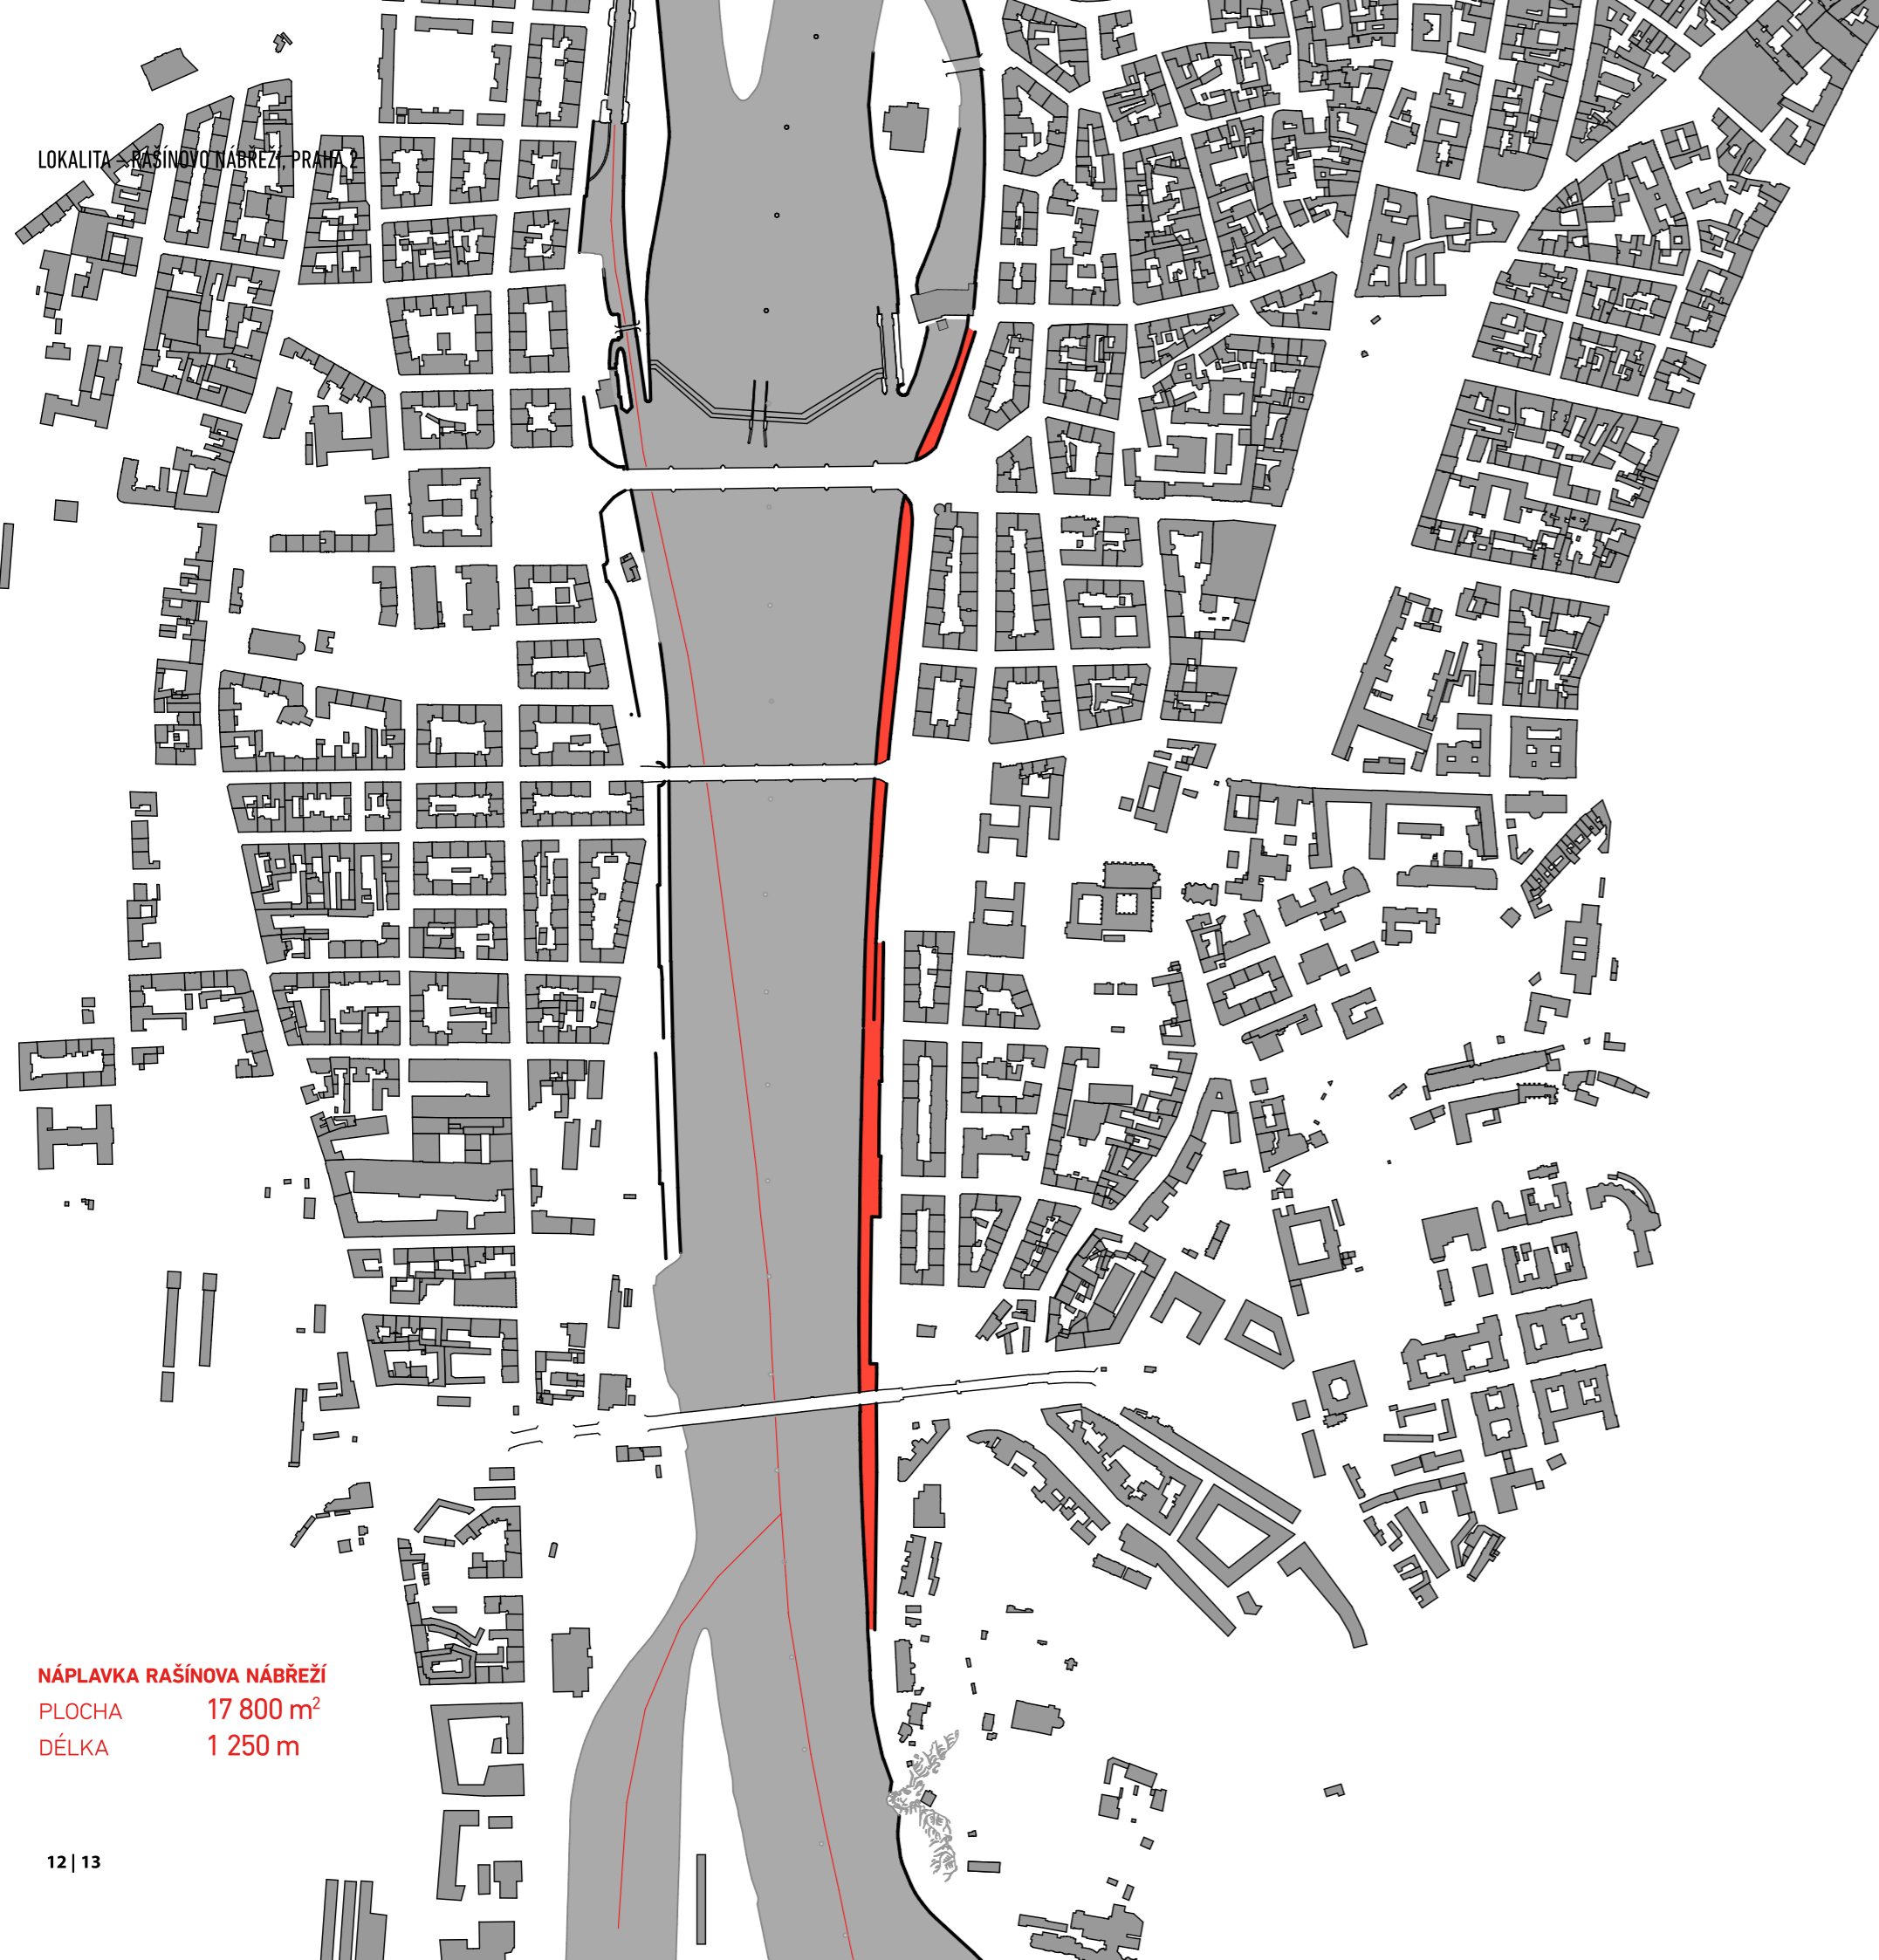 LOKALITA – RAŠÍNOVO NÁBŘEŽÍ, PRAHA 2
NÁPLAVKA RAŠÍNOVA NÁBŘEŽÍ
PLOCHA 17 800 m²
DÉLKA 1 250 m
12 | 13